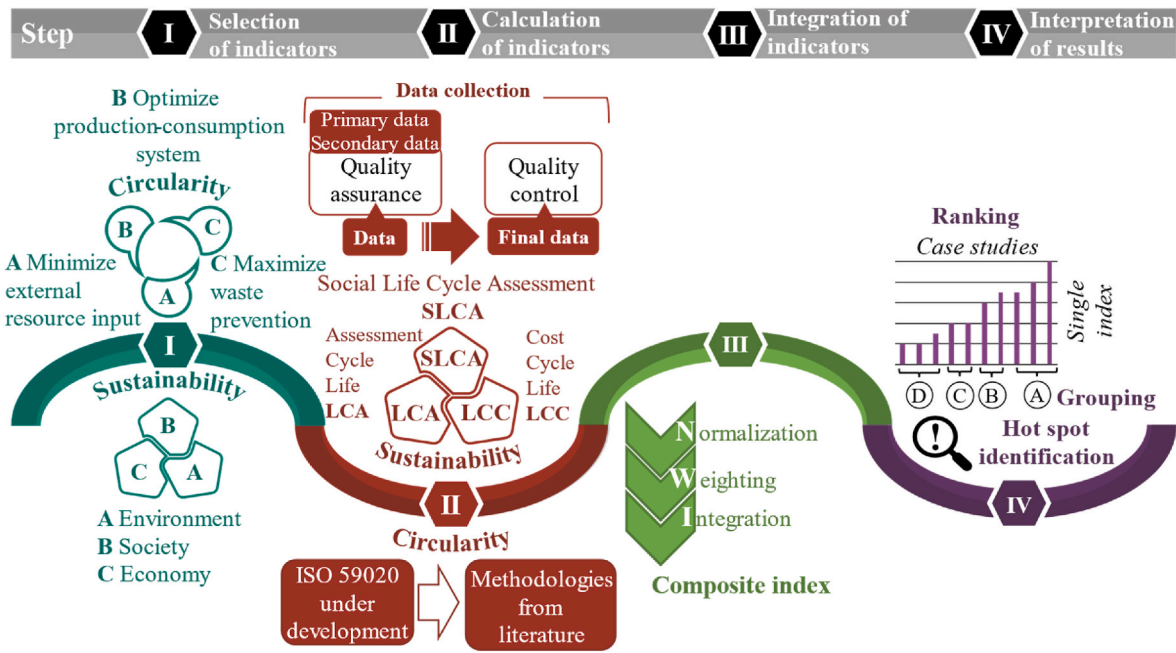 Step
I
Selection
of indicators
II
Calculation
of indicators
III
Integration of
indicators
IV
Interpretation
of results
B Optimize
production-consumption
system
Circularity
B
C
A
A Minimize
external
resource input
C Maximize
waste
prevention
I
Sustainability
B
C
A
A Environment
B Society
C Economy
Data collection
Primary data
Secondary data
Quality
assurance
Data
Quality
control
Final data
Social Life Cycle Assessment
SLCA
Assessment
Cycle
Life
LCA
SLCA
LCA
LCC
Cost
Cycle
Life
LCC
Sustainability
II
Circularity
ISO 59020
under
development
Methodologies
from
literature
III
Normalization
Weighting
Integration
Composite index
Ranking
Case studies
Single
index
D
C
B
A
Grouping
!
Hot spot
identification
IV